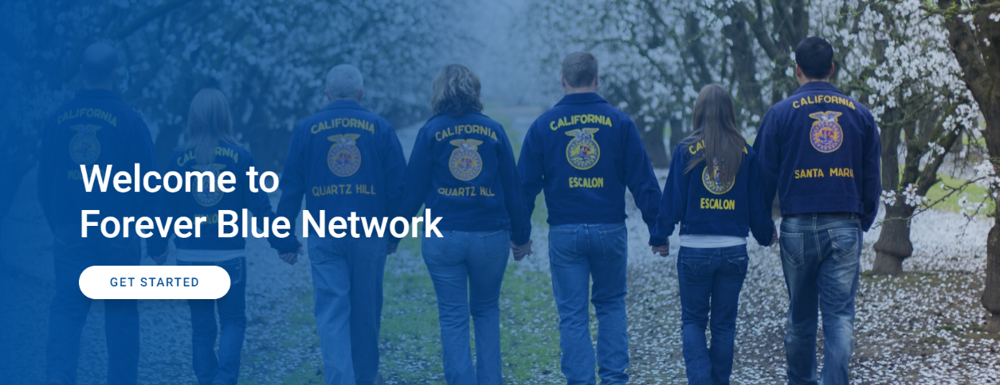 Welcome to
Forever Blue Network
GET STARTED
CALIFORNIA
CALIFORNIA
CALIFORNIA
QUARTZ HILL
CALIFORNIA
QUARTZ HILL
CALIFORNIA
ESCALON
ESCALON
CALIFORNIA
SANTA MARIA